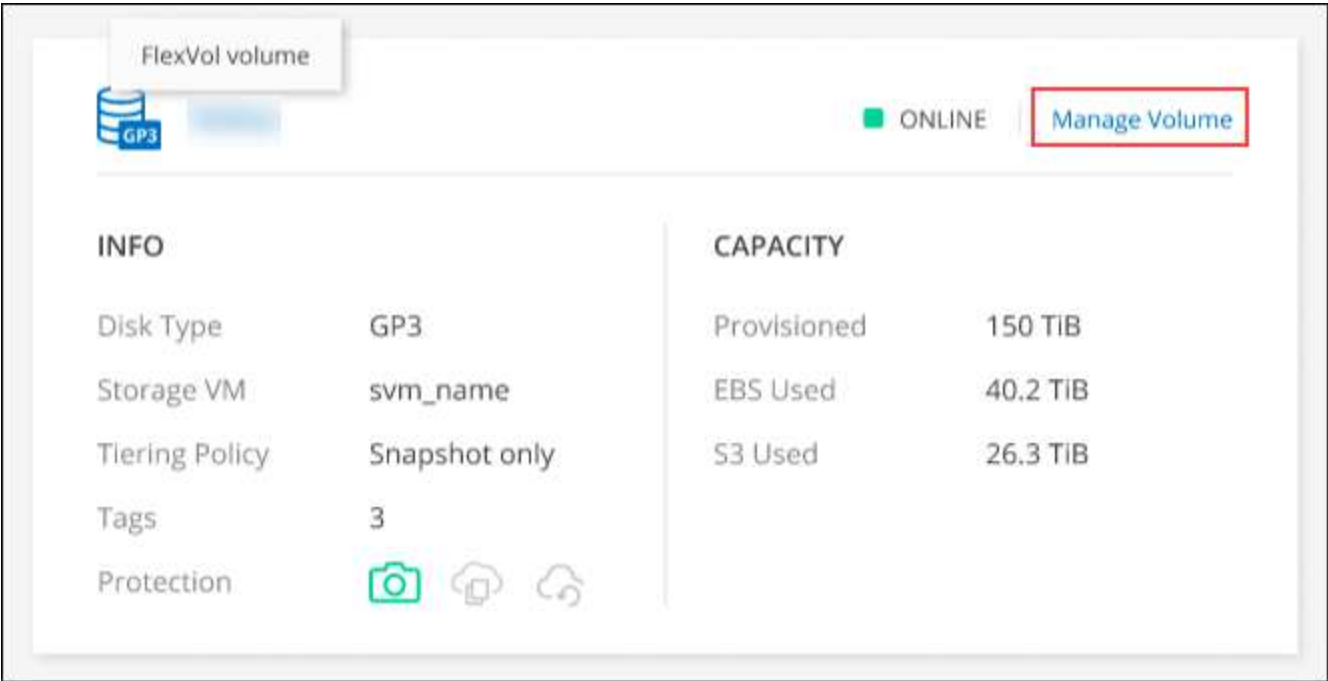 FlexVol volume
GP3
ONLINE
Manage Volume
INFO
Disk Type GP3
Storage VM svm_name
Tiering Policy Snapshot only
Tags 3
Protection
CAPACITY
Provisioned 150 TiB
EBS Used 40.2 TiB
S3 Used 26.3 TiB